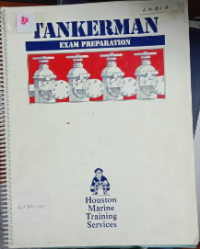 TANKERMAN
EXAM PREPARATION
Houston
Marine
Training
Services